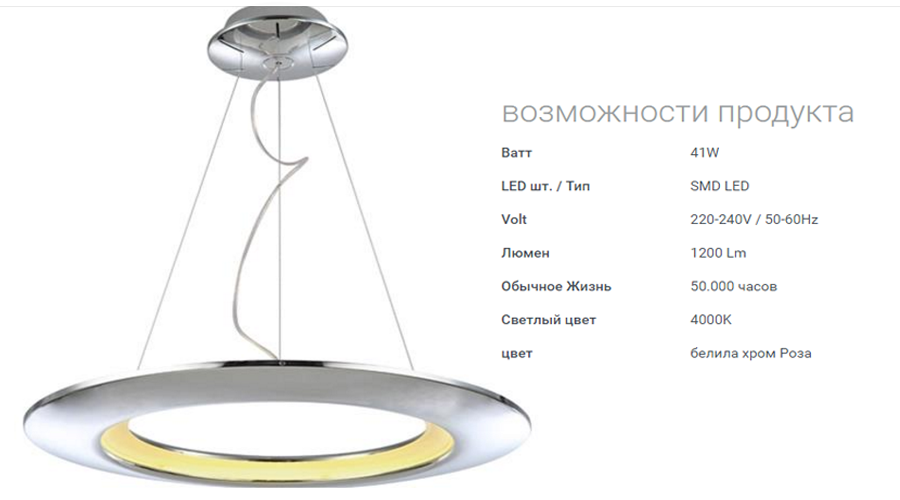 возможности продукта
Ватт 41W
LED шт. / Тип SMD LED
Volt 220-240V / 50-60Hz
Люмен 1200 Lm
Обычное Жизнь 50.000 часов
Светлый цвет 4000K
цвет белила хром Роза